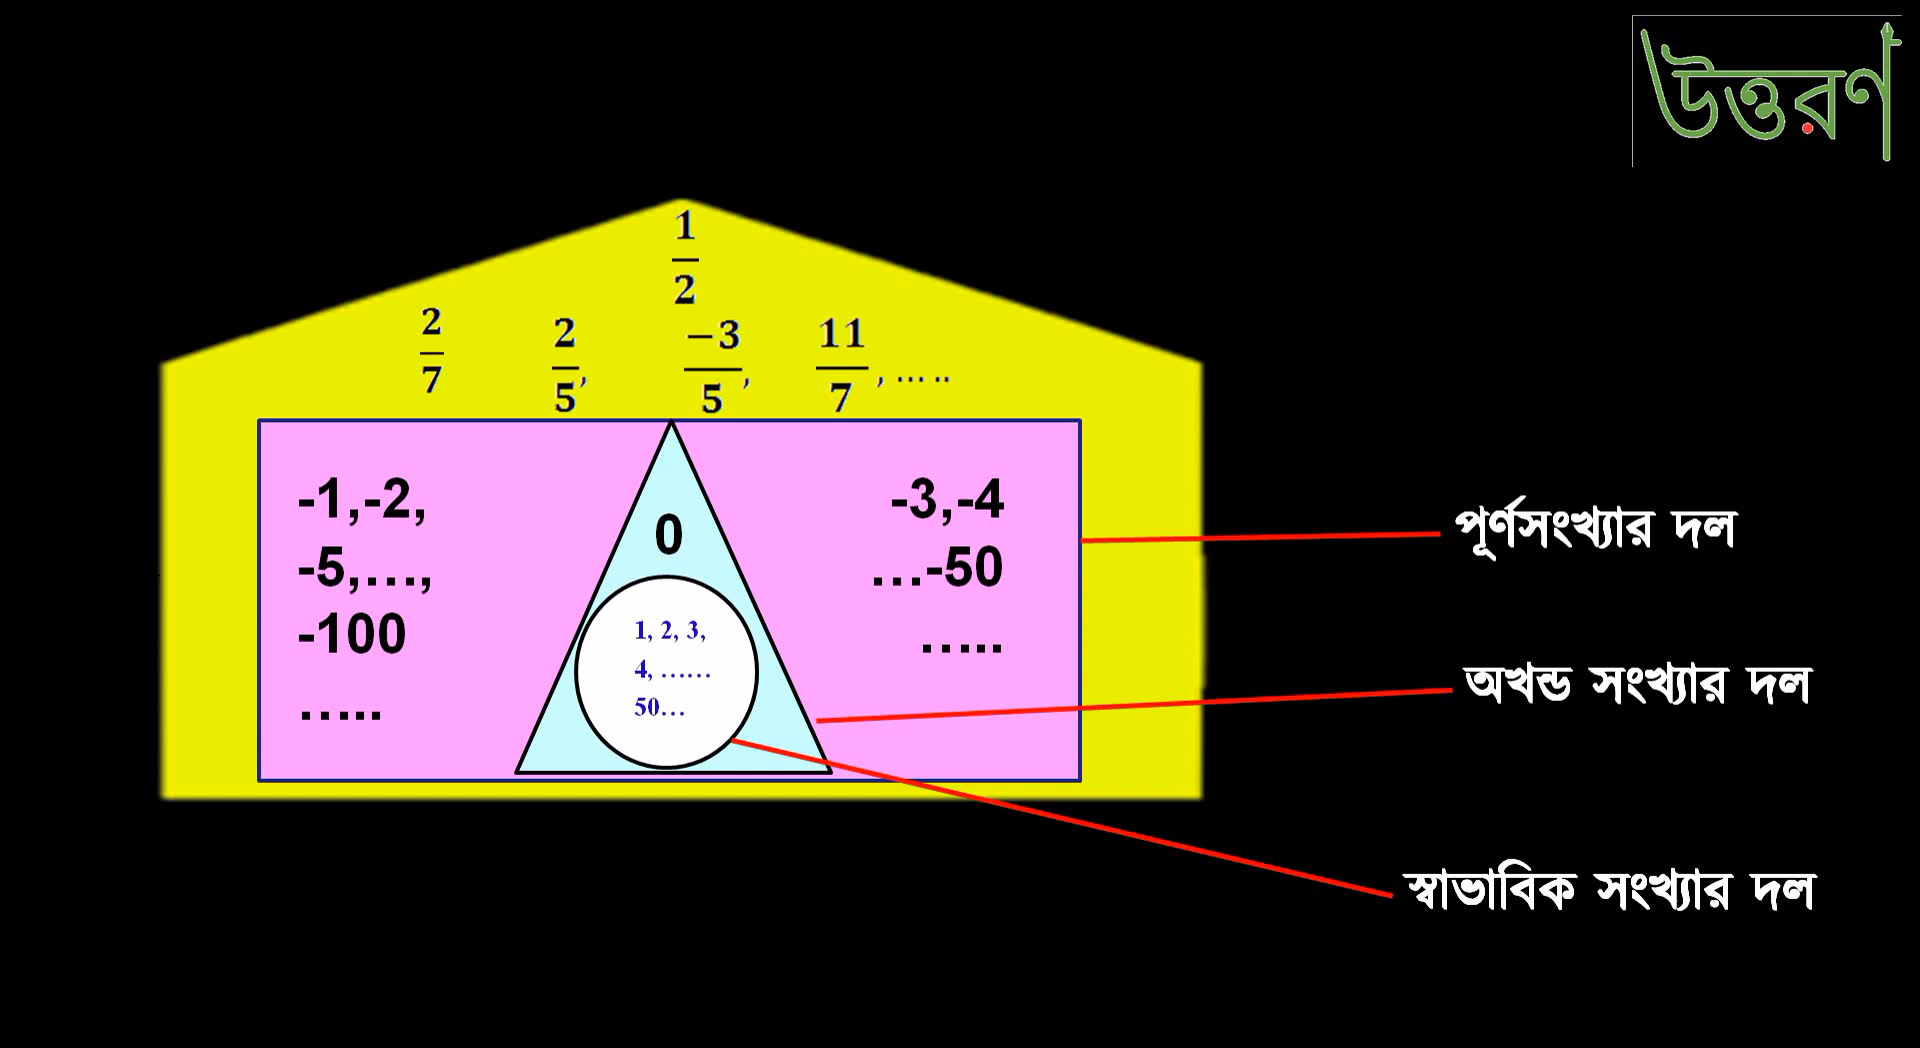 উত্তরণ
1/2
2/7 2/5, -3/5, 11/7, .....
-1,-2,
-5,...,
-100
.....
0
1, 2, 3,
4, ......
50...
-3,-4
...-50
.....
পূর্ণসংখ্যার দল
অখন্ড সংখ্যার দল
স্বাভাবিক সংখ্যার দল